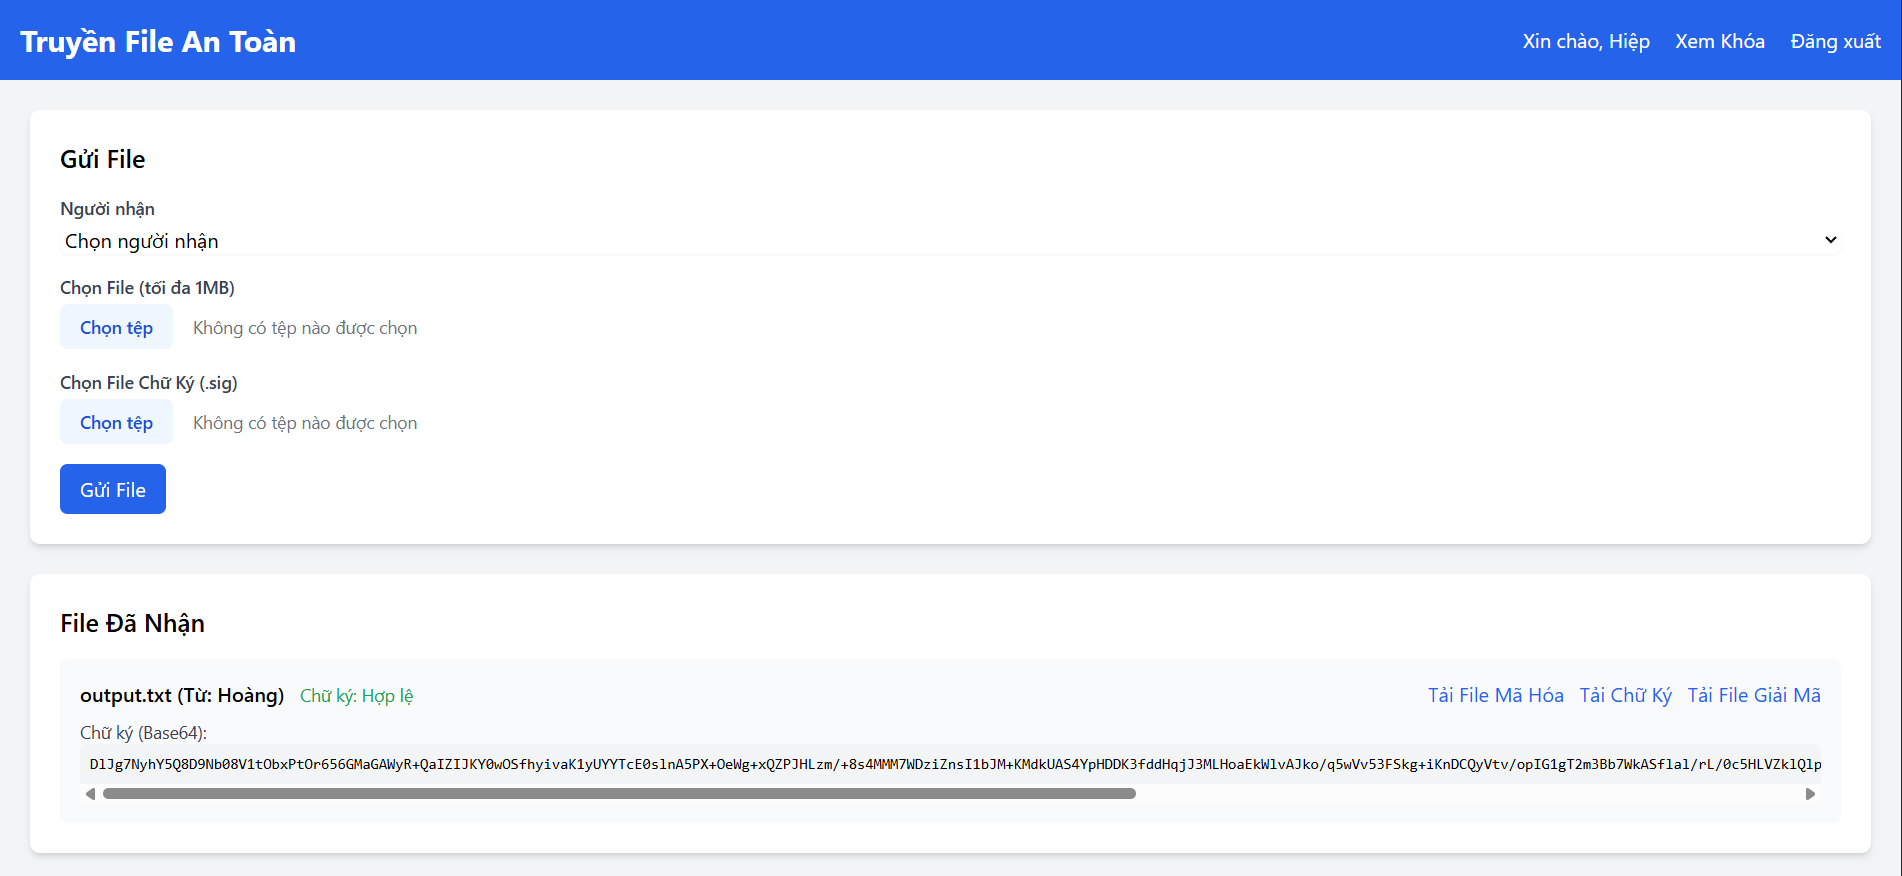 Truyền File An Toàn
Xin chào, Hiệp Xem Khóa Đăng xuất
Gửi File
Người nhận
Chọn người nhận
Chọn File (tối đa 1MB)
Chọn tệp Không có tệp nào được chọn
Chọn File Chữ Ký (.sig)
Chọn tệp Không có tệp nào được chọn
Gửi File
File Đã Nhận
output.txt (Từ: Hoàng) Chữ ký: Hợp lệ Tải File Mã Hóa Tải Chữ Ký Tải File Giải Mã
Chữ ký (Base64):
DlJg7NyhY5Q8D9Nb08V1tObxPtOr656GMaGAWyR+QaIZIJKY0wOSfhyivaK1yUYYTcE0slnA5PX+OeWg+xQZPJHLzm/+8s4MMM7WDziZnsI1bJM+KMdkUAS4YpHDDK3fddHqjJ3MLHoaEkWlvAJko/q5wVv53FSkg+iKnDCQyVtv/opIG1gT2m3Bb7WkASflal/rL/0c5HLVZklQlp